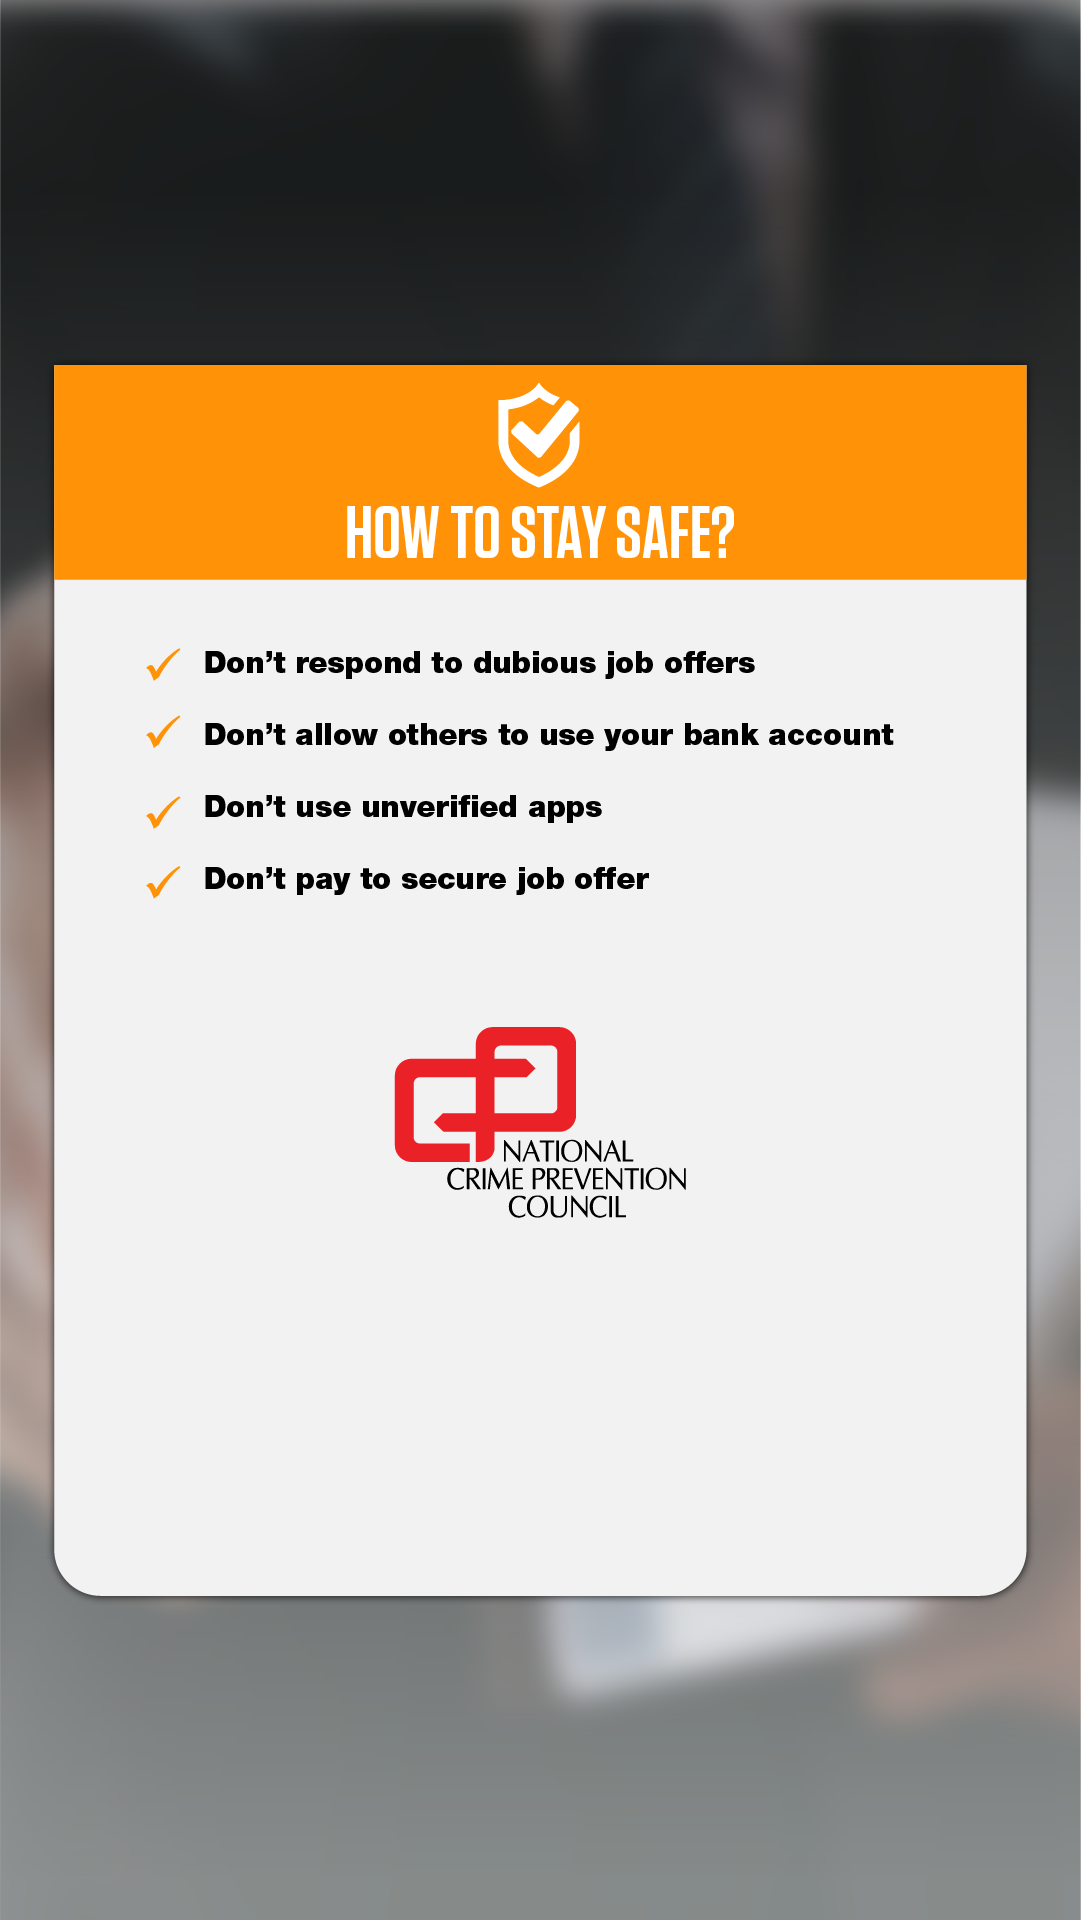 HOW TO STAY SAFE?
Don’t respond to dubious job offers
Don’t allow others to use your bank account
Don’t use unverified apps
Don’t pay to secure job offer
NATIONAL
CRIME PREVENTION
COUNCIL